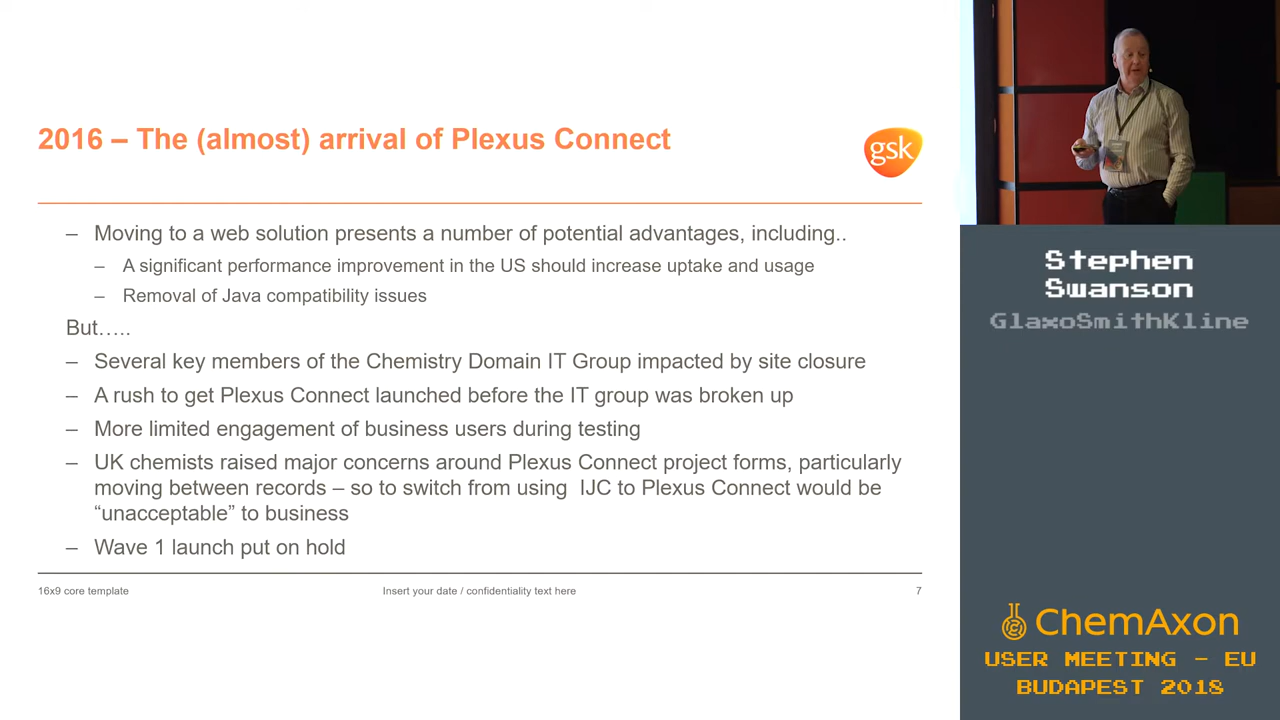 2016 – The (almost) arrival of Plexus Connect
gsk
– Moving to a web solution presents a number of potential advantages, including..
– A significant performance improvement in the US should increase uptake and usage
– Removal of Java compatibility issues
But…..
– Several key members of the Chemistry Domain IT Group impacted by site closure
– A rush to get Plexus Connect launched before the IT group was broken up
– More limited engagement of business users during testing
– UK chemists raised major concerns around Plexus Connect project forms, particularly
moving between records – so to switch from using  IJC to Plexus Connect would be
“unacceptable” to business
– Wave 1 launch put on hold
16x9 core template
Insert your date / confidentiality text here
7
Stephen
Swanson
GlaxoSmithKline
ChemAxon
USER MEETING - EU
BUDAPEST 2018